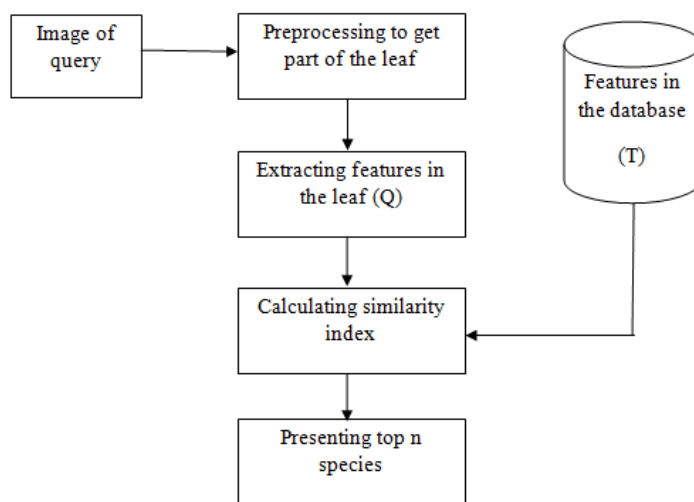 Image of
query
Preprocessing to get
part of the leaf
Features in
the database
(T)
Extracting features in
the leaf (Q)
Calculating similarity
index
Presenting top n
species